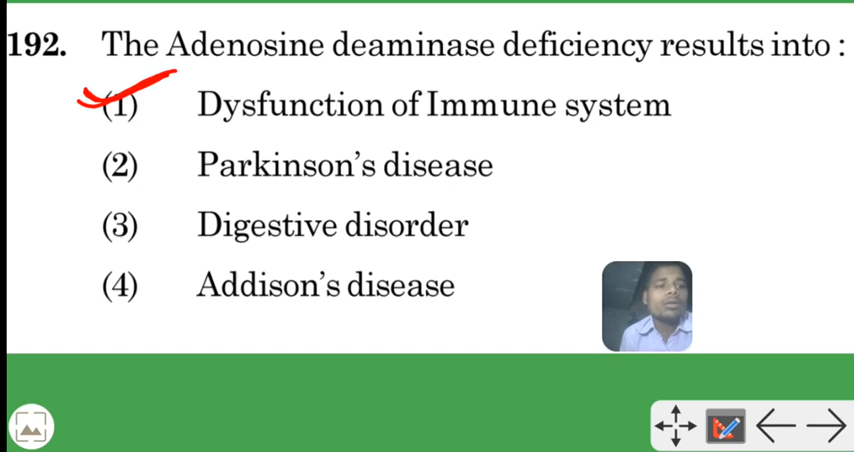 192. The Adenosine deaminase deficiency results into :
(1) Dysfunction of Immune system
(2) Parkinson’s disease
(3) Digestive disorder
(4) Addison’s disease